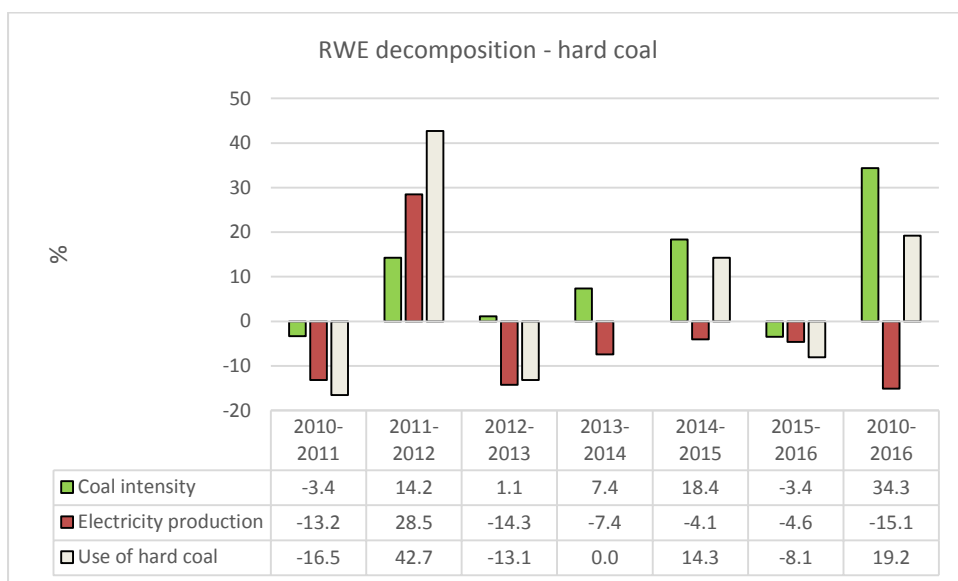 RWE decomposition - hard coal
%
50
40
30
20
10
0
-10
-20
2010-2011 2011-2012 2012-2013 2013-2014 2014-2015 2015-2016 2010-2016
Coal intensity -3.4 14.2 1.1 7.4 18.4 -3.4 34.3
Electricity production -13.2 28.5 -14.3 -7.4 -4.1 -4.6 -15.1
Use of hard coal -16.5 42.7 -13.1 0.0 14.3 -8.1 19.2